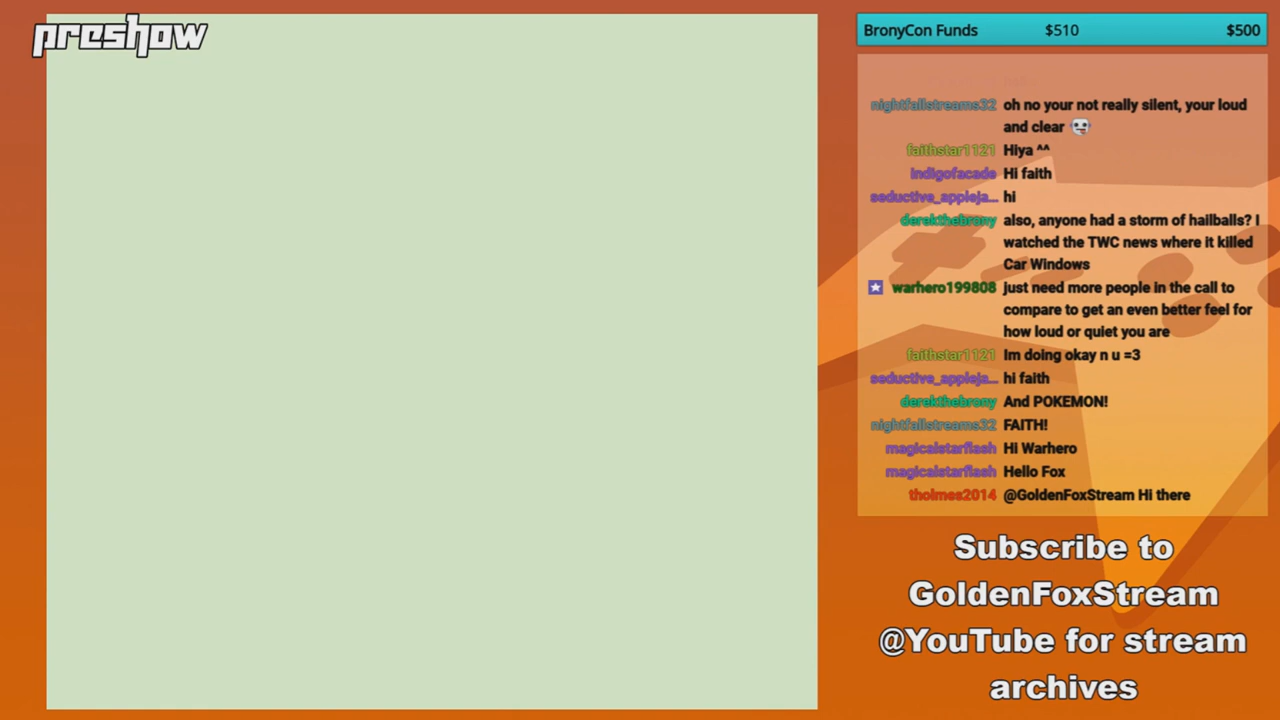 preshow
BronyCon Funds $510 $500
nightfallstreams32 oh no your not really silent, your loud
and clear
faithstar1121 Hiya ^^
indigofacade Hi faith
seductive_appleja... hi
derekthebrony also, anyone had a storm of hailballs? I
watched the TWC news where it killed
Car Windows
warhero199808 just need more people in the call to
compare to get an even better feel for
how loud or quiet you are
faithstar1121 Im doing okay n u =3
seductive_appleja... hi faith
derekthebrony And POKEMON!
nightfallstreams32 FAITH!
magicalstarflash Hi Warhero
magicalstarflash Hello Fox
tholmes2014 @GoldenFoxStream Hi there
Subscribe to
GoldenFoxStream
@YouTube for stream
archives